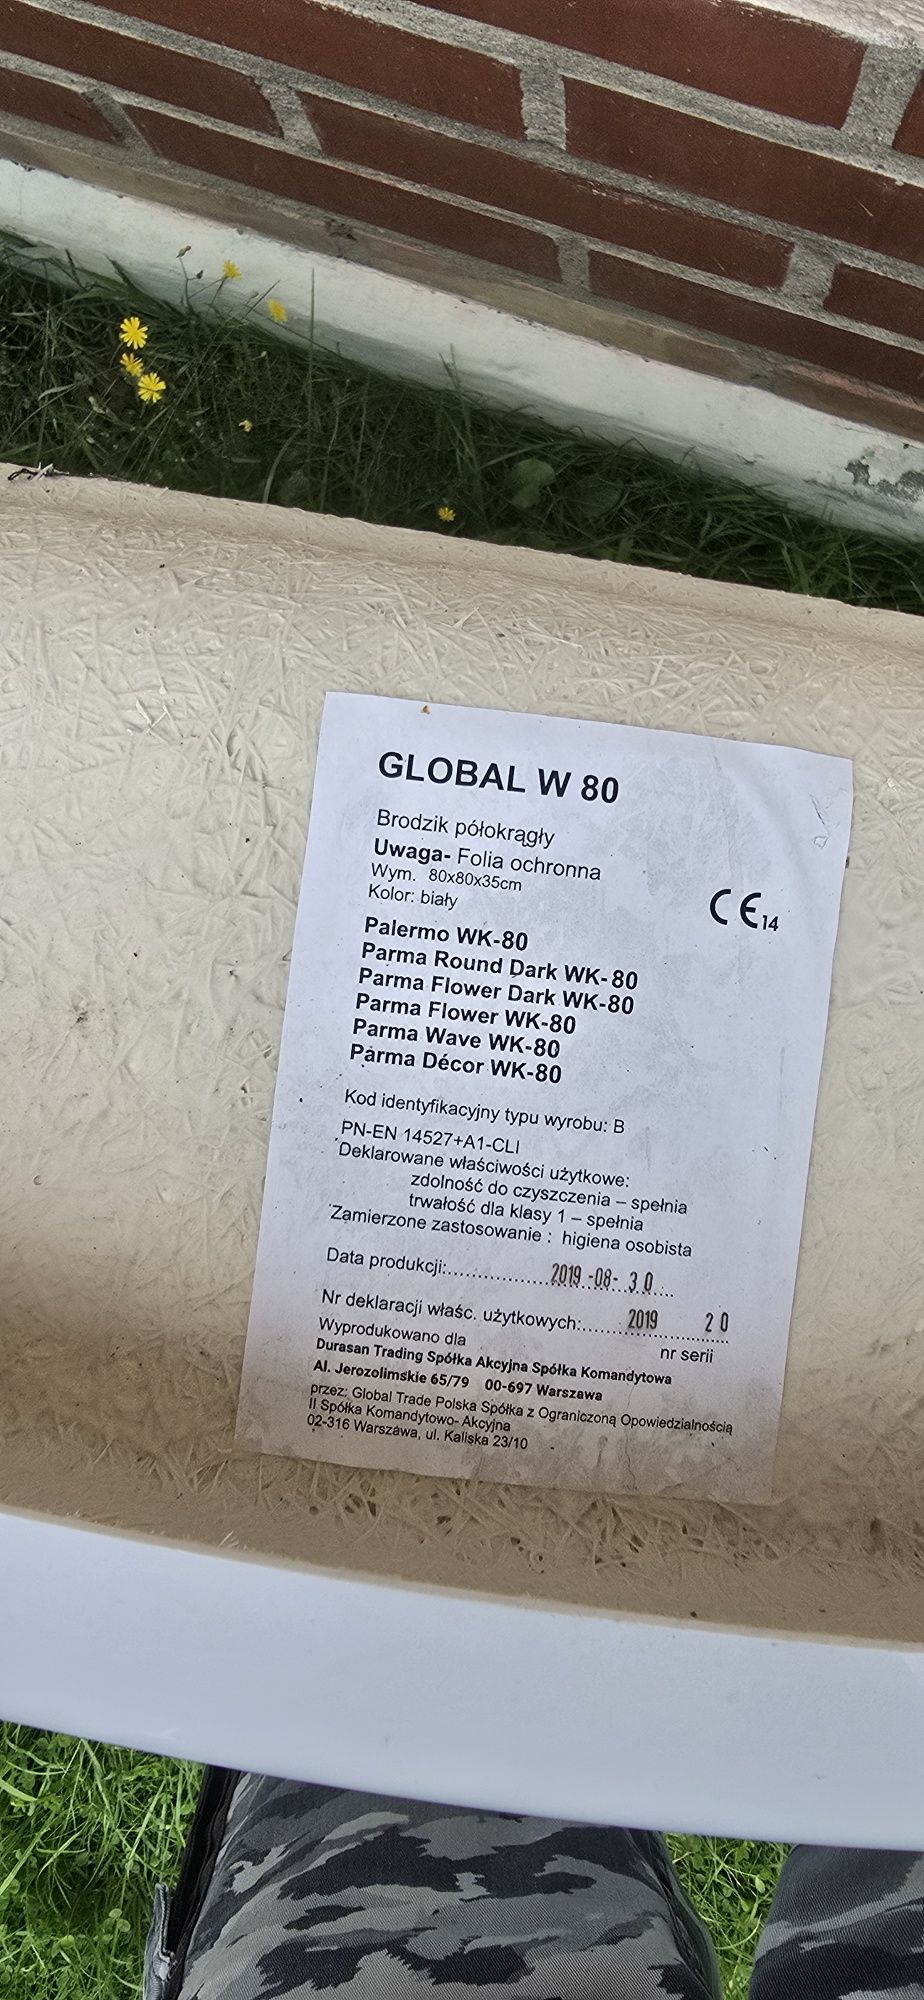 GLOBAL W 80
Brodzik półokrągły
Uwaga- Folia ochronna
Wym. 80x80x35cm
Kolor: biały
CE 14
Palermo WK-80
Parma Round Dark WK-80
Parma Flower Dark WK-80
Parma Flower WK-80
Parma Wave WK-80
Parma Décor WK-80
Kod identyfikacyjny typu wyrobu: B
PN-EN 14527+A1-CLI
Deklarowane właściwości użytkowe:
zdolność do czyszczenia – spełnia
trwałość dla klasy 1 – spełnia
Zamierzone zastosowanie : higiena osobista
Data produkcji:..................2019 -08- 30....
Nr deklaracji właśc. użytkowych:.......2019 20
nr serii
Wyprodukowano dla
Durasan Trading Spółka Akcyjna Spółka Komandytowa
Al. Jerozolimskie 65/79 00-697 Warszawa
przez: Global Trade Polska Spółka z Ograniczoną Opowiedzialnością
II Spółka Komandytowo- Akcyjna
02-316 Warszawa, ul. Kaliska 23/10